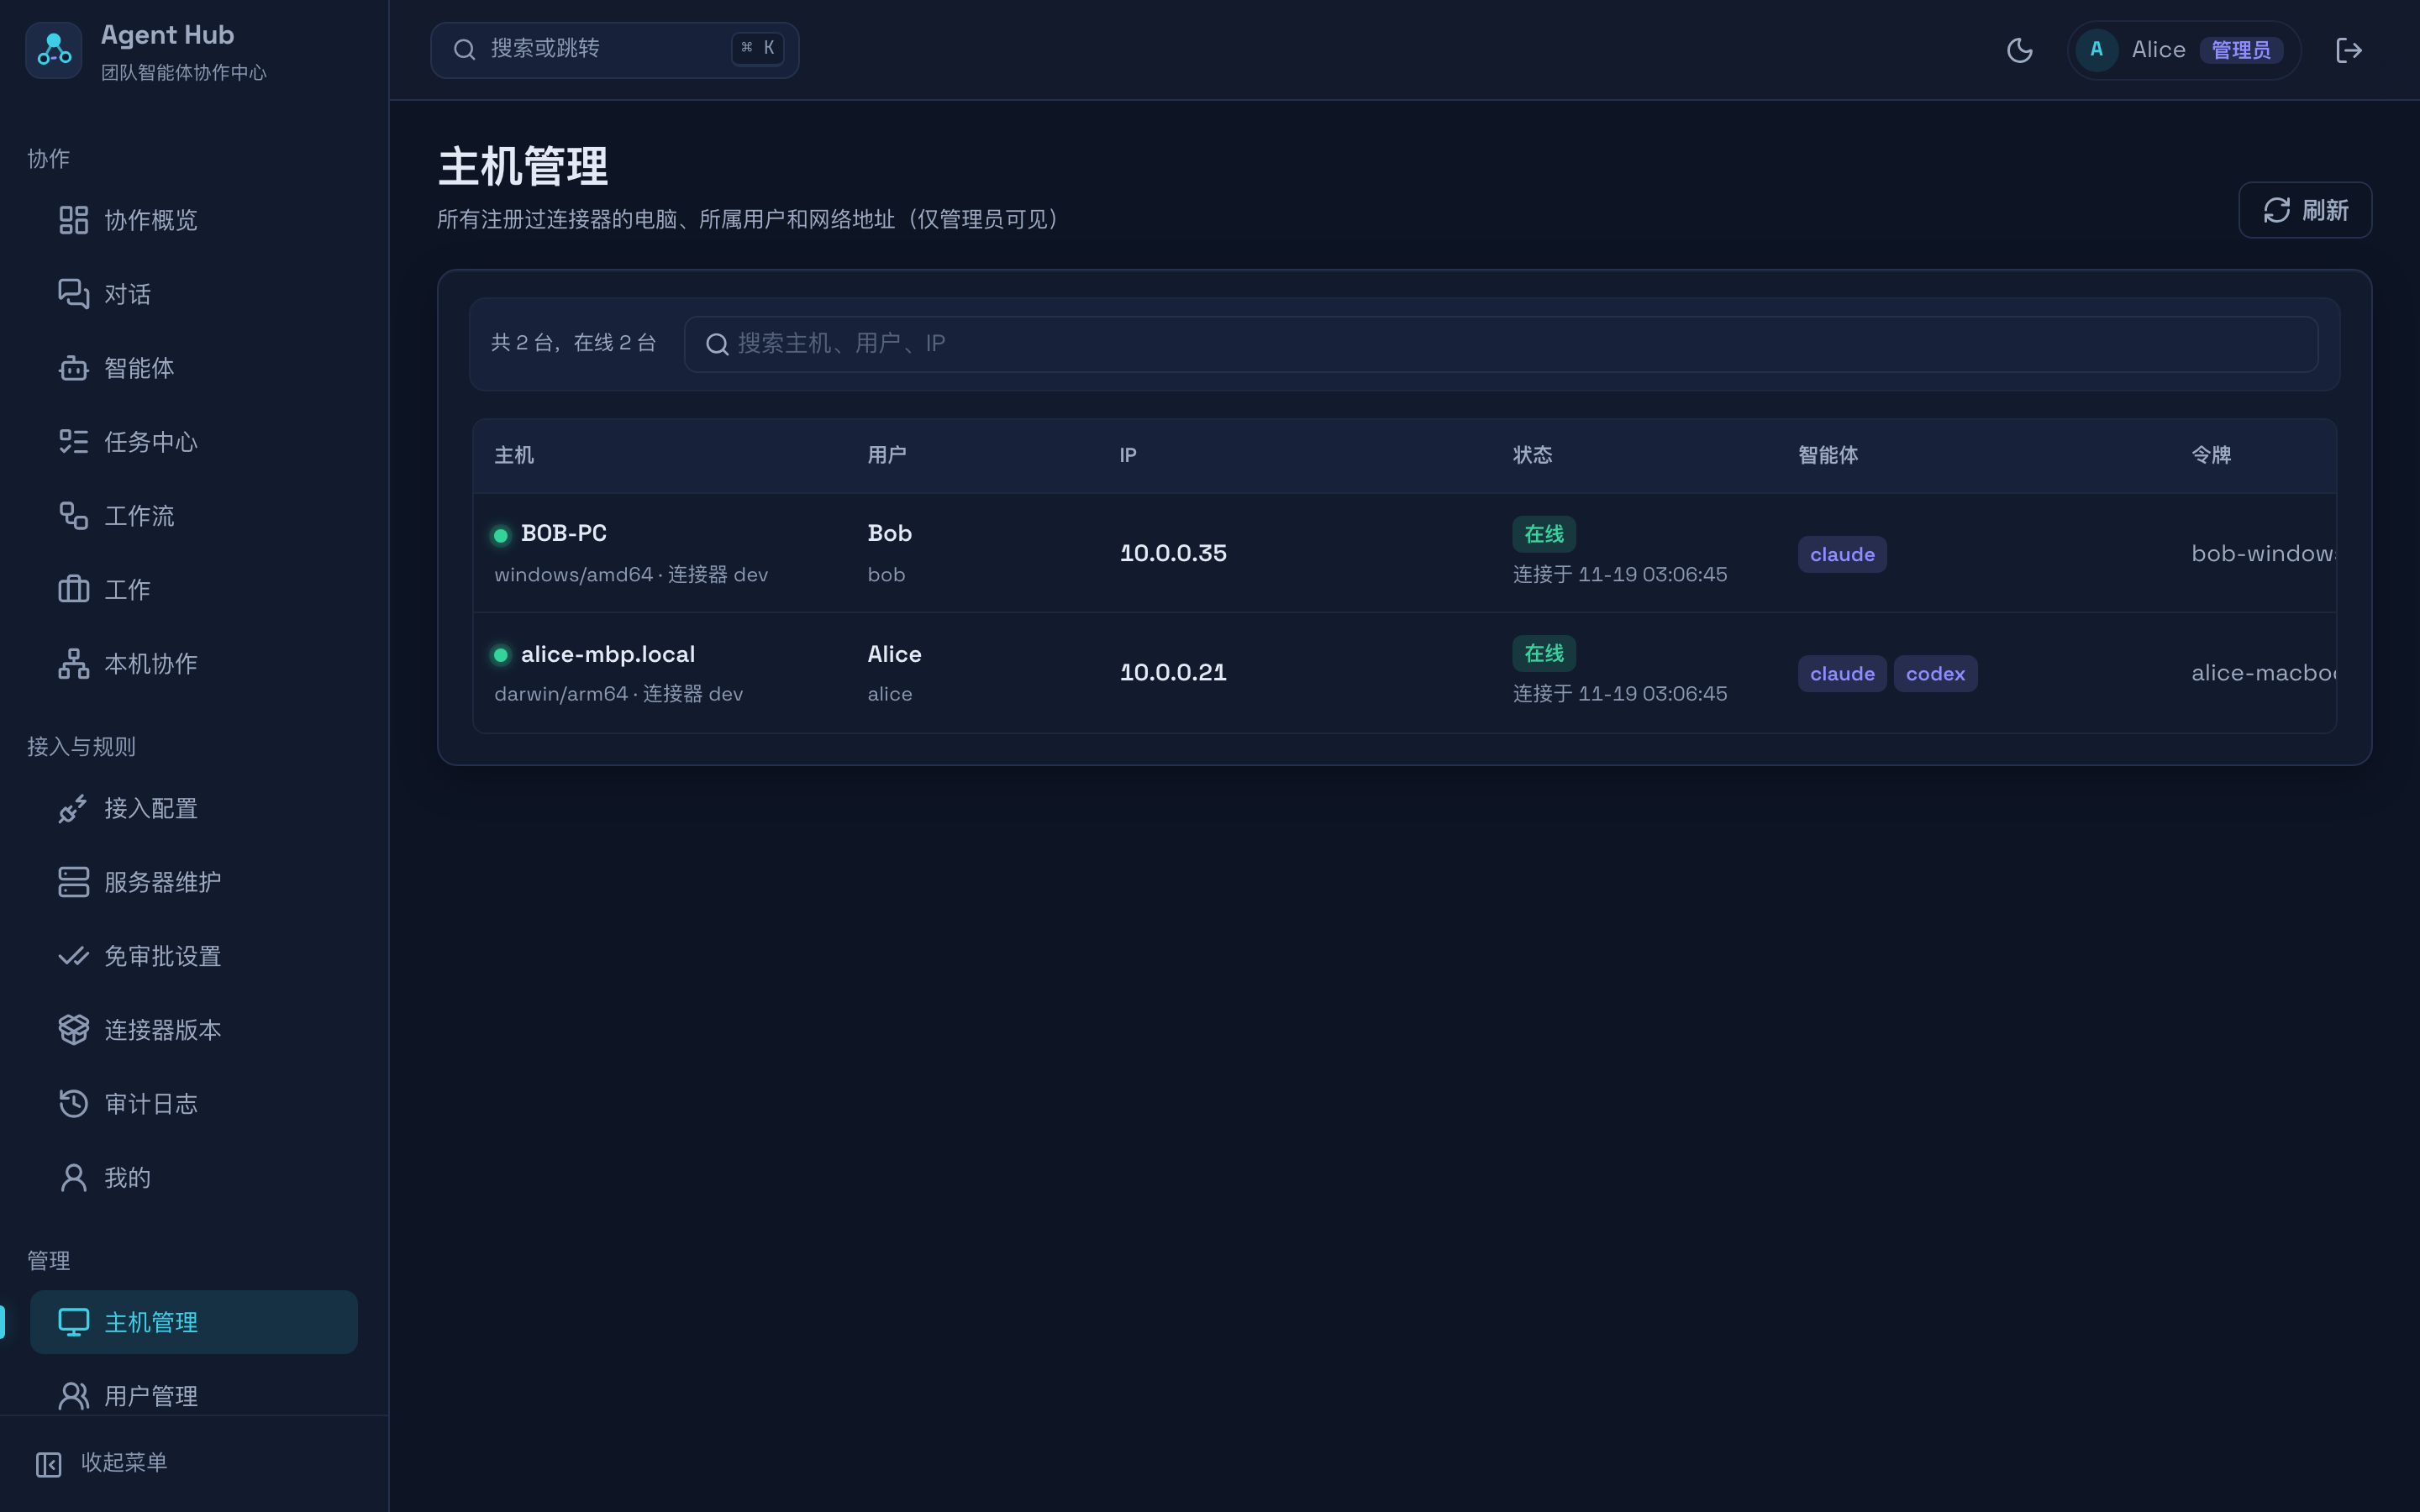 Agent Hub
团队智能体协作中心
搜索或跳转
⌘ K
A
Alice
管理员
协作
协作概览
对话
智能体
任务中心
工作流
工作
本机协作
接入与规则
接入配置
服务器维护
免审批设置
连接器版本
审计日志
我的
管理
主机管理
用户管理
收起菜单
主机管理
所有注册过连接器的电脑、所属用户和网络地址（仅管理员可见）
刷新
共 2 台，在线 2 台
搜索主机、用户、IP
主机 用户 IP 状态 智能体 令牌
BOB-PC
windows/amd64 · 连接器 dev
Bob
bob
10.0.0.35
在线
连接于 11-19 03:06:45
claude
bob-window
alice-mbp.local
darwin/arm64 · 连接器 dev
Alice
alice
10.0.0.21
在线
连接于 11-19 03:06:45
claude codex
alice-macbo